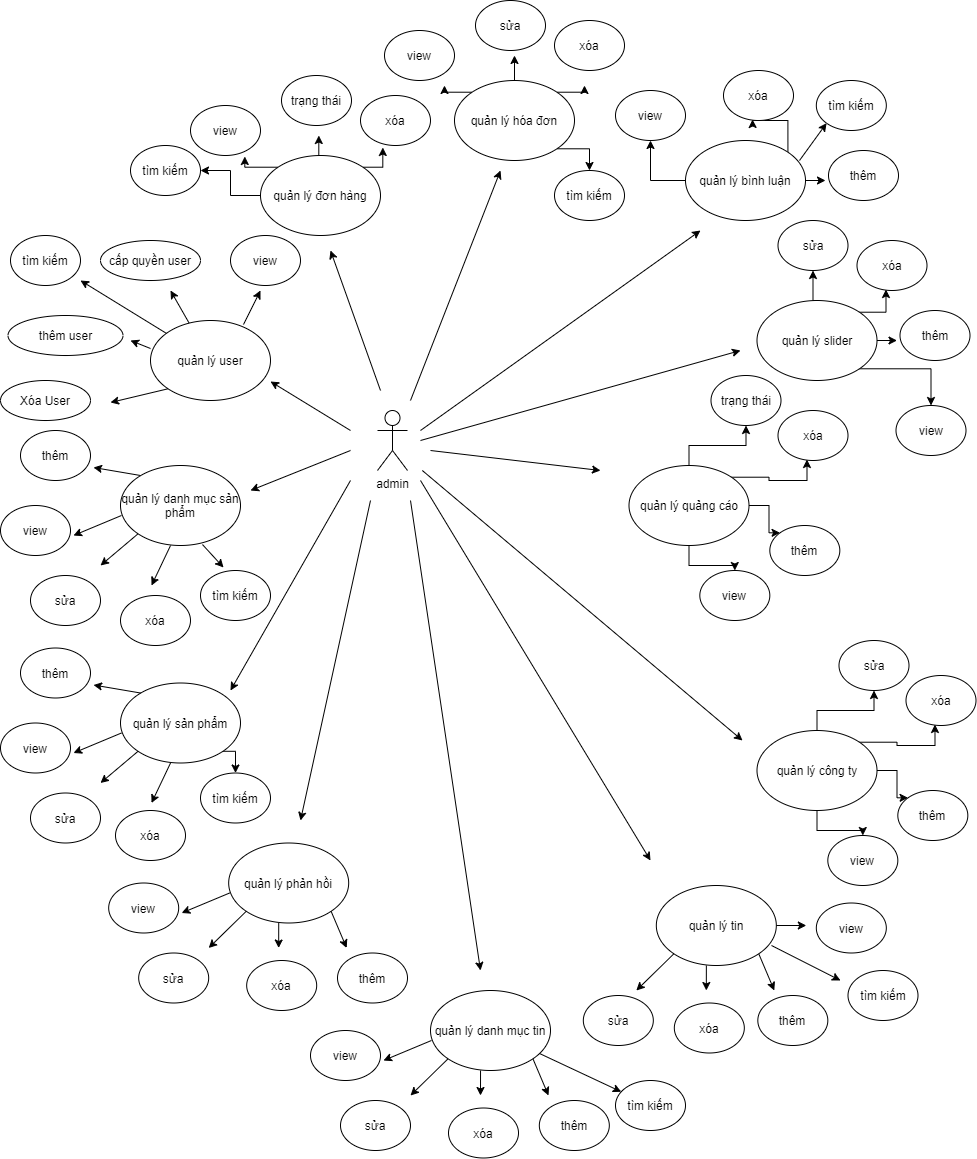 sửa
xóa
view
quản lý hóa đơn
tìm kiếm
trạng thái
view
xóa
tìm kiếm
quản lý đơn hàng
xóa
tìm kiếm
view
quản lý bình luận
thêm
sửa
xóa
quản lý slider
thêm
view
tìm kiếm
cấp quyền user
view
thêm user
quản lý user
Xóa User
trạng thái
xóa
quản lý quảng cáo
thêm
view
admin
thêm
quản lý danh mục sản
phẩm
view
sửa
xóa
tìm kiếm
thêm
quản lý sản phẩm
view
sửa
xóa
tìm kiếm
sửa
xóa
quản lý công ty
thêm
view
quản lý phản hồi
view
sửa
xóa
thêm
quản lý tin
view
tìm kiếm
sửa
xóa
thêm
quản lý danh mục tin
view
sửa
xóa
thêm
tìm kiếm